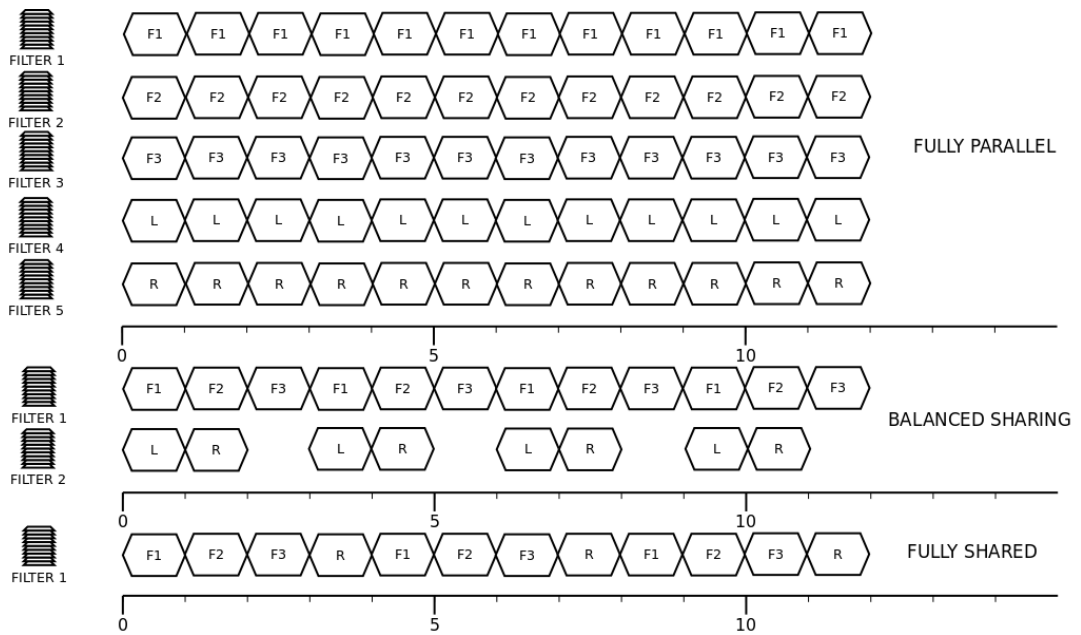 F1 F1 F1 F1 F1 F1 F1 F1 F1 F1 F1 F1
FILTER 1
F2 F2 F2 F2 F2 F2 F2 F2 F2 F2 F2 F2
FILTER 2
FULLY PARALLEL
F3 F3 F3 F3 F3 F3 F3 F3 F3 F3 F3 F3
FILTER 3
L L L L L L L L L L L L
FILTER 4
R R R R R R R R R R R R
FILTER 5
0 5 10
F1 F2 F3 F1 F2 F3 F1 F2 F3 F1 F2 F3
FILTER 1
BALANCED SHARING
L R L R L R L R
FILTER 2
0 5 10
F1 F2 F3 R F1 F2 F3 R F1 F2 F3 R
FULLY SHARED
FILTER 1
0 5 10